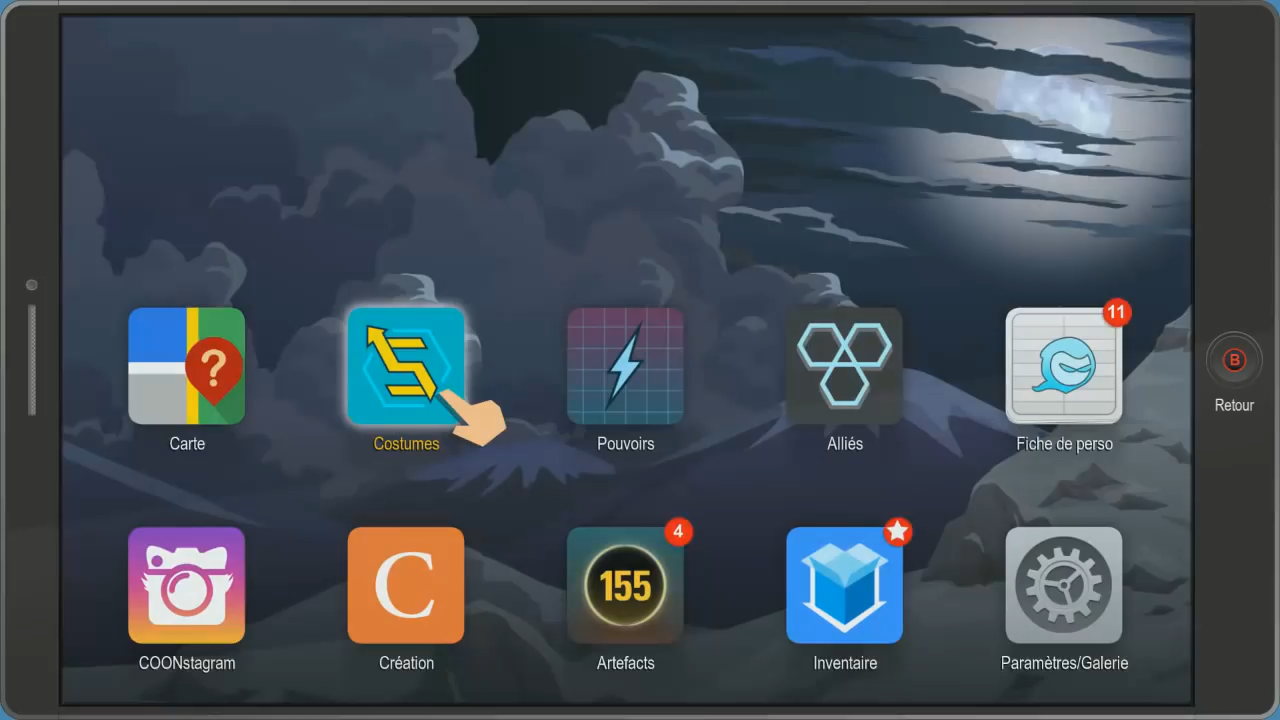 11
?
B
Retour
Carte
Costumes
Pouvoirs
Alliés
Fiche de perso
4
C
155
COONstagram
Création
Artefacts
Inventaire
Paramètres/Galerie